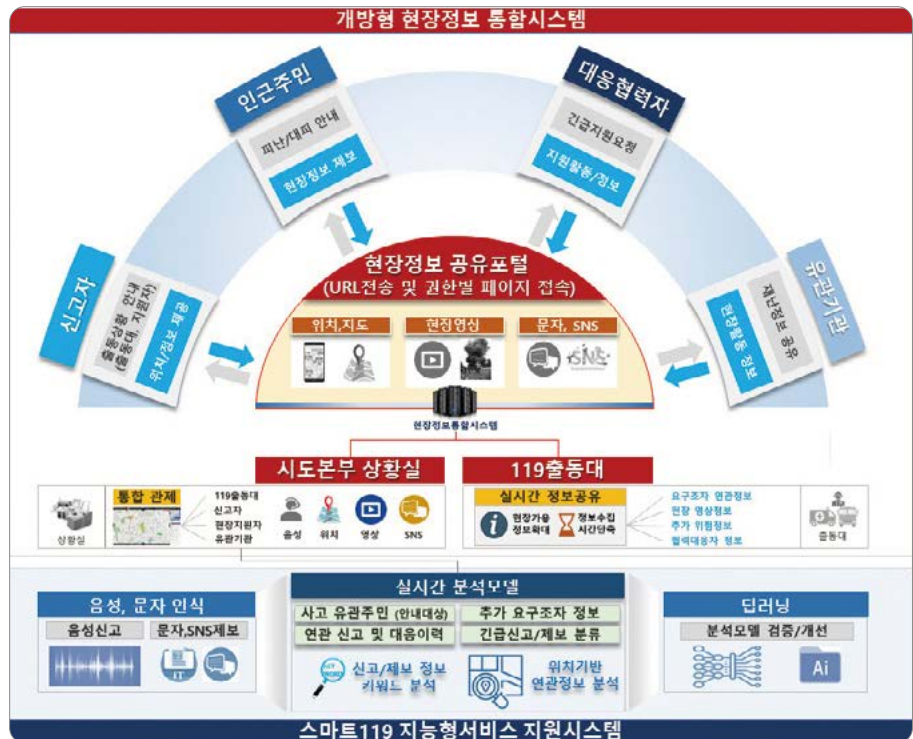 개방형 현장정보 통합시스템
인근주민
피난/대피 안내
현장정보 제보
대응협력자
긴급지원요청
지원활동/정보
신고자
출동상황 안내
(출동대, 지원자)
위치/정보 제공
유관기관
재난정보 공유
현장활동 정보
현장정보 공유포털
(URL전송 및 권한별 페이지 접속)
위치,지도
현장영상
문자, SNS
SNS
현장정보통합시스템
시도본부 상황실
119출동대
상황실
통합 관제
119출동대
신고자
현장지원자
유관기관
음성
위치
영상
SNS
실시간 정보공유
현장가용
정보확대
정보수집
시간단축
요구조자 연관정보
현장 영상정보
추가 위험정보
협력대응자 정보
출동대
음성, 문자 인식
음성신고
문자,SNS제보
실시간 분석모델
사고 유관주민 (안내대상)
추가 요구조자 정보
연관 신고 및 대응이력
긴급신고/제보 분류
신고/제보 정보
키워드 분석
위치기반
연관정보 분석
딥러닝
분석모델 검증/개선
Ai
스마트119 지능형서비스 지원시스템